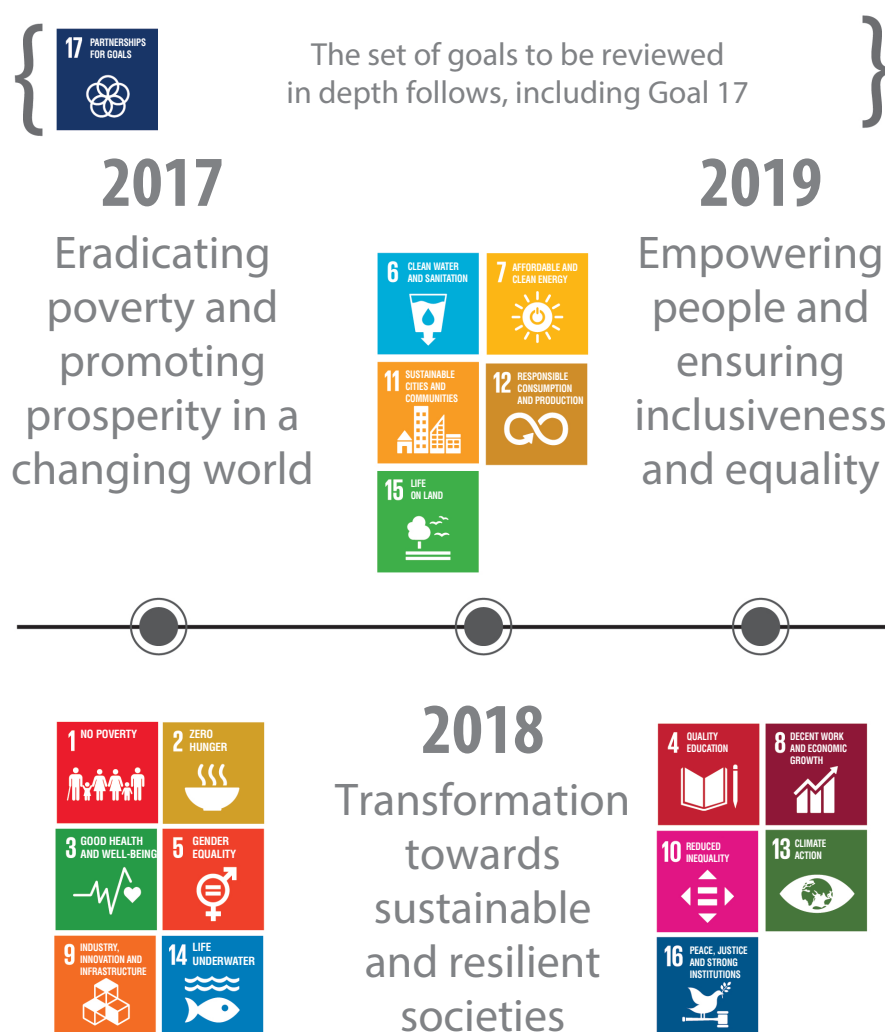 17 PARTNERSHIPS
FOR GOALS
The set of goals to be reviewed
in depth follows, including Goal 17
2017
Eradicating
poverty and
promoting
prosperity in a
changing world
6 CLEAN WATER
AND SANITATION
7 AFFORDABLE AND
CLEAN ENERGY
11 SUSTAINABLE
CITIES AND
COMMUNITIES
12 RESPONSIBLE
CONSUMPTION
AND PRODUCTION
15 LIFE
ON LAND
2019
Empowering
people and
ensuring
inclusiveness
and equality
1 NO POVERTY
2 ZERO
HUNGER
3 GOOD HEALTH
AND WELL-BEING
5 GENDER
EQUALITY
9 INDUSTRY,
INNOVATION AND
INFRASTRUCTURE
14 LIFE
UNDERWATER
2018
Transformation
towards
sustainable
and resilient
societies
4 QUALITY
EDUCATION
8 DECENT WORK
AND ECONOMIC
GROWTH
10 REDUCED
INEQUALITY
13 CLIMATE
ACTION
16 PEACE, JUSTICE
AND STRONG
INSTITUTIONS